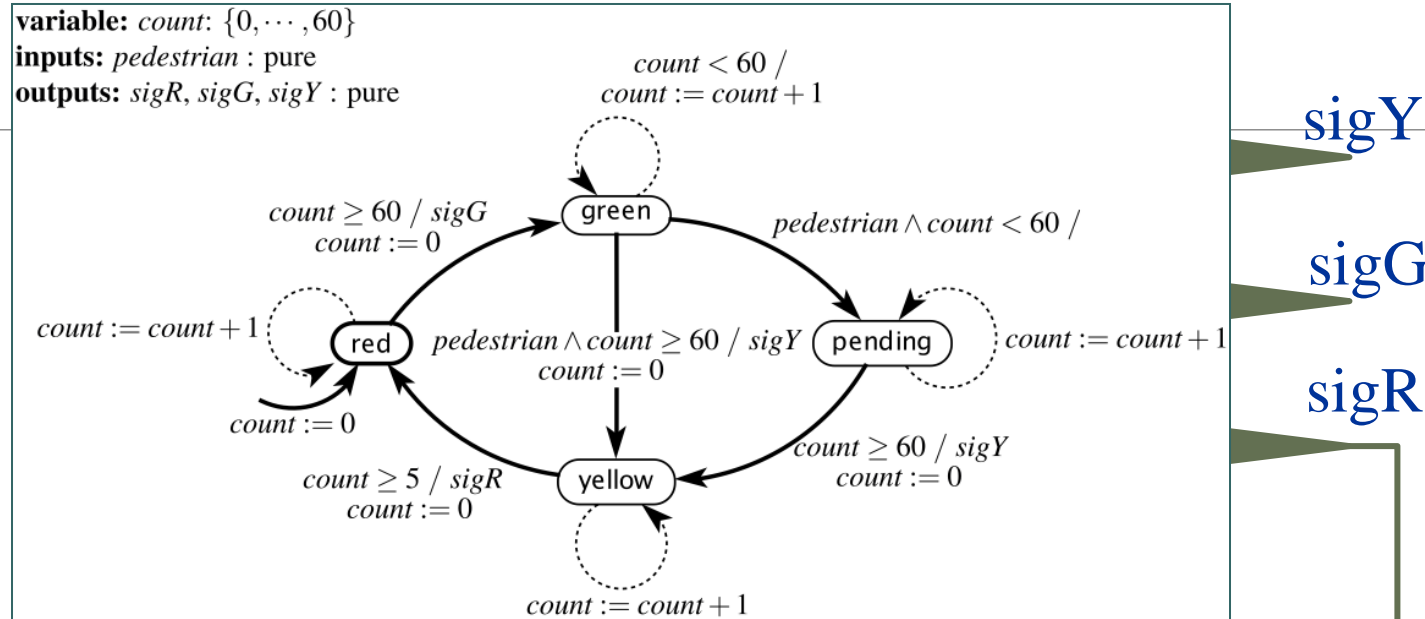 variable: count: {0, ⋯ , 60}
inputs: pedestrian : pure
outputs: sigR, sigG, sigY : pure
count < 60 /
count := count + 1
sigY
count ≥ 60 / sigG
count := 0
green
pedestrian ∧ count < 60 /
sigG
count := count + 1
red
pedestrian ∧ count ≥ 60 / sigY
count := 0
pending
count := count + 1
sigR
count := 0
count ≥ 5 / sigR
count := 0
yellow
count ≥ 60 / sigY
count := 0
count := count + 1